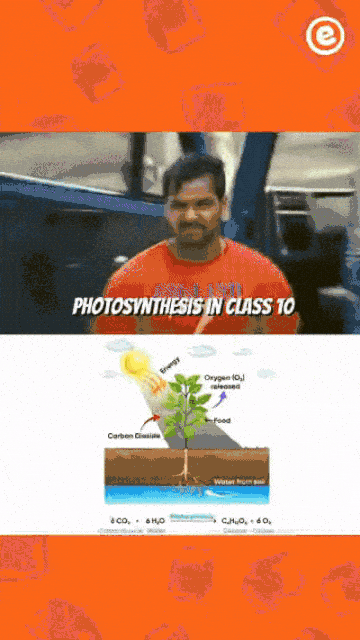 e
PHOTOSYNTHESIS IN CLASS 10
Energy
Oxygen (O₂)
released
Food
Carbon Dioxide
Water from soil
6 CO₂ + 6 H₂O → C₆H₁₂O₆ + 6 O₂